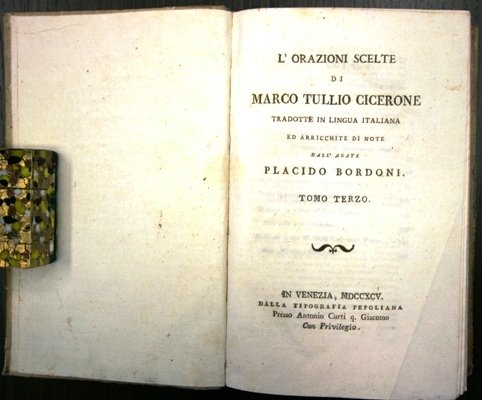 L' ORAZIONI SCELTE
DI
MARCO TULLIO CICERONE
TRADOTTE IN LINGUA ITALIANA
ED ARRICCHITE DI NOTE
DALL' ABATE
PLACIDO BORDONI.
TOMO TERZO.
IN VENEZIA, MDCCXCV.
DALLA TIPOGRAFIA PEPOLIANA
Presso Antonio Curti q. Giacomo
Con Privilegio.